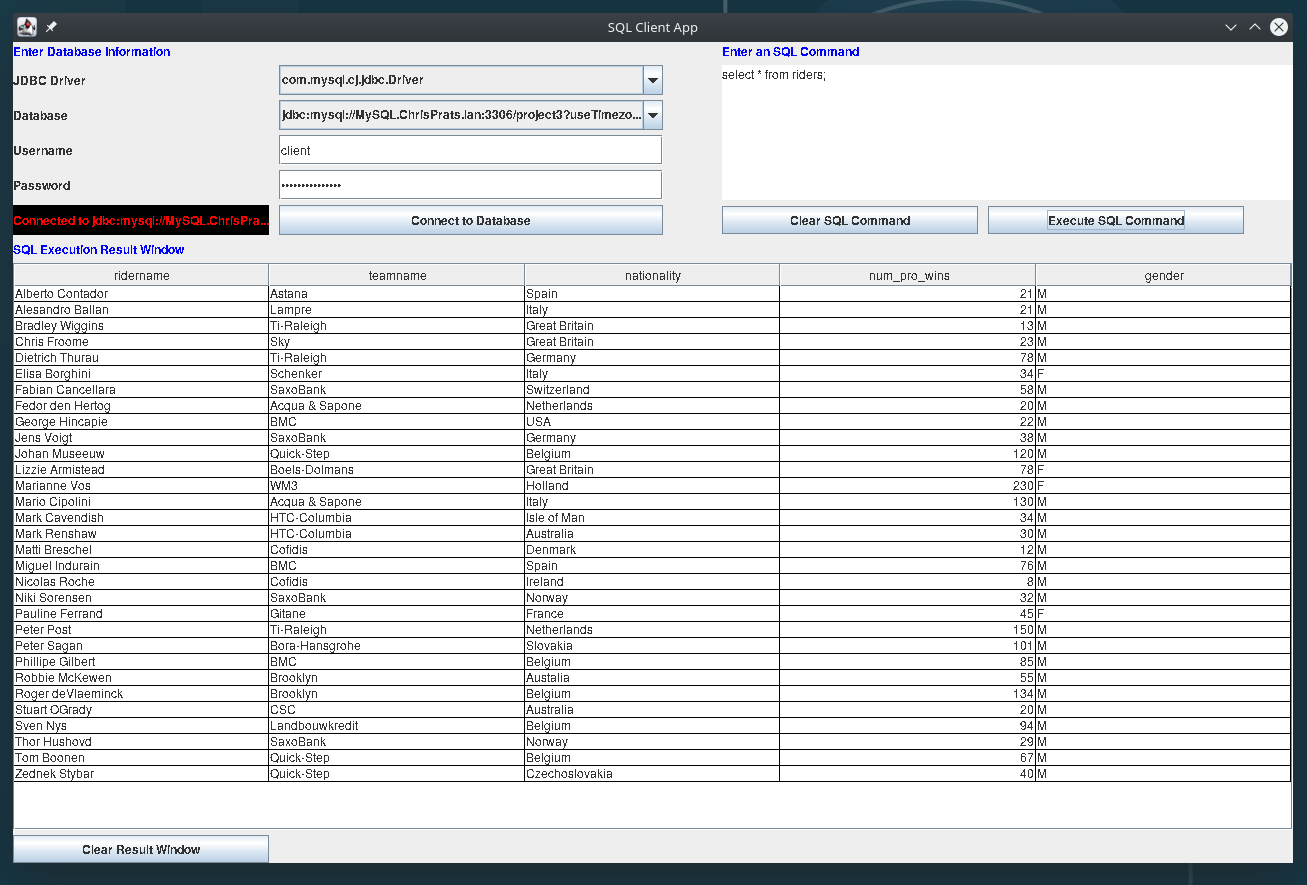 SQL Client App
Enter Database Information
Enter an SQL Command
JDBC Driver
com.mysql.cj.jdbc.Driver
select * from riders;
Database
jdbc:mysql://MySQL.ChrisPrats.lan:3306/project3?useTimezo...
Username
client
Password
••••••••••••••
Connected to jdbc:mysql://MySQL.ChrisPra...
Connect to Database
Clear SQL Command
Execute SQL Command
SQL Execution Result Window
ridername teamname nationality num_pro_wins gender
Alberto Contador Astana Spain 21 M
Alesandro Ballan Lampre Italy 21 M
Bradley Wiggins Ti-Raleigh Great Britain 13 M
Chris Froome Sky Great Britain 23 M
Dietrich Thurau Ti-Raleigh Germany 78 M
Elisa Borghini Schenker Italy 34 F
Fabian Cancellara SaxoBank Switzerland 58 M
Fedor den Hertog Acqua & Sapone Netherlands 20 M
George Hincapie BMC USA 22 M
Jens Voigt SaxoBank Germany 38 M
Johan Museeuw Quick-Step Belgium 120 M
Lizzie Armistead Boels-Dolmans Great Britain 78 F
Marianne Vos WM3 Holland 230 F
Mario Cipolini Acqua & Sapone Italy 130 M
Mark Cavendish HTC-Columbia Isle of Man 34 M
Mark Renshaw HTC-Columbia Australia 30 M
Matti Breschel Cofidis Denmark 12 M
Miguel Indurain BMC Spain 76 M
Nicolas Roche Cofidis Ireland 8 M
Niki Sorensen SaxoBank Norway 32 M
Pauline Ferrand Gitane France 45 F
Peter Post Ti-Raleigh Netherlands 150 M
Peter Sagan Bora-Hansgrohe Slovakia 101 M
Phillipe Gilbert BMC Belgium 85 M
Robbie McKewen Brooklyn Austalia 55 M
Roger deVlaeminck Brooklyn Belgium 134 M
Stuart OGrady CSC Australia 20 M
Sven Nys Landbouwkredit Belgium 94 M
Thor Hushovd SaxoBank Norway 29 M
Tom Boonen Quick-Step Belgium 67 M
Zednek Stybar Quick-Step Czechoslovakia 40 M
Clear Result Window